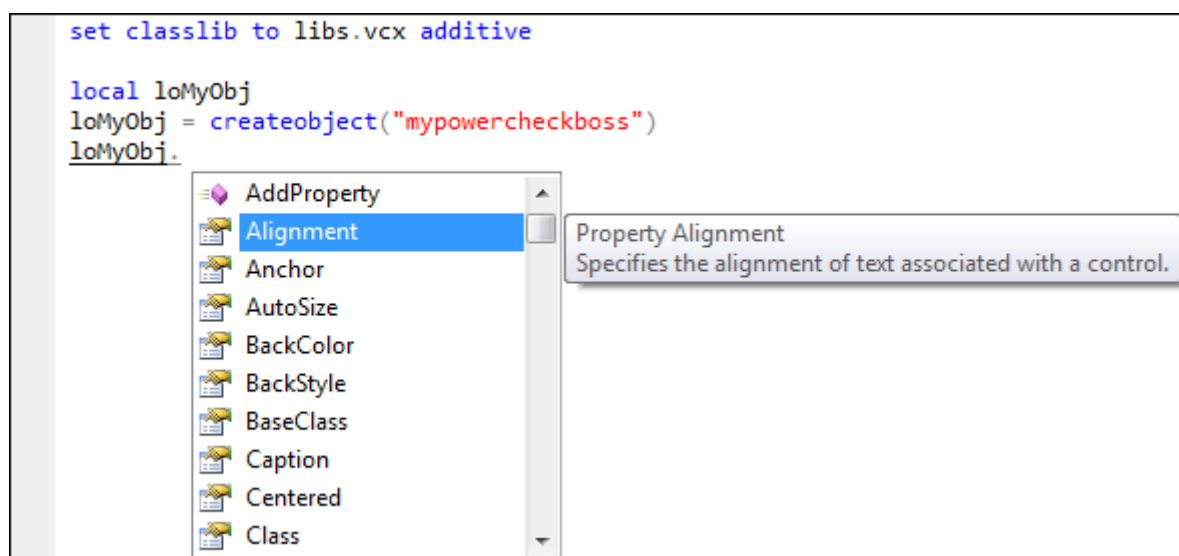 set classlib to libs.vcx additive
local loMyObj
loMyObj = createobject("mypowercheckboss")
loMyObj.
AddProperty
Alignment
Property Alignment
Specifies the alignment of text associated with a control.
Anchor
AutoSize
BackColor
BackStyle
BaseClass
Caption
Centered
Class